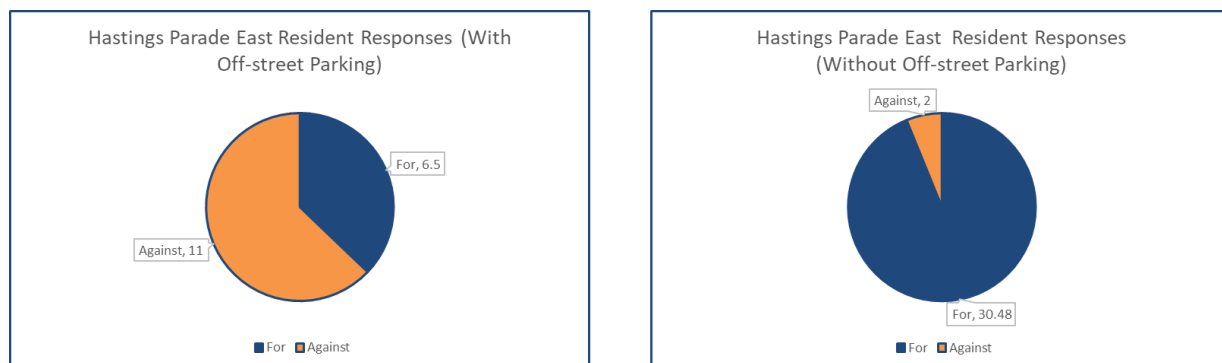 Hastings Parade East Resident Responses (With
Off-street Parking)
For, 6.5
Against, 11
For Against
Hastings Parade East Resident Responses
(Without Off-street Parking)
Against, 2
For, 30.48
For Against